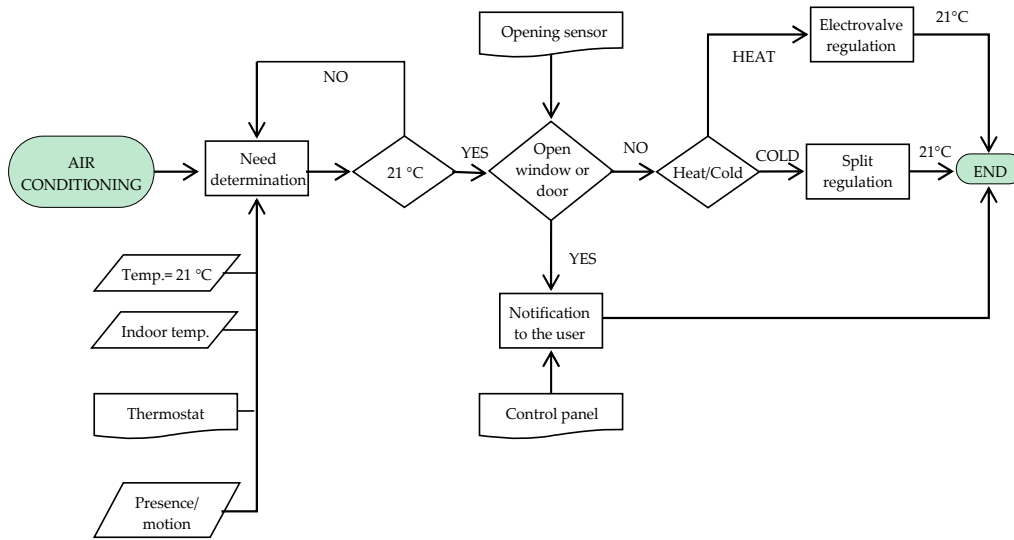 Opening sensor
Electrovalve
regulation
21°C
HEAT
NO
AIR
CONDITIONING
Need
determination
21 °C
YES
Open
window or
door
NO
Heat/Cold
COLD
Split
regulation
21°C
END
YES
Temp.= 21 °C
Indoor temp.
Notification
to the user
Thermostat
Control panel
Presence/
motion